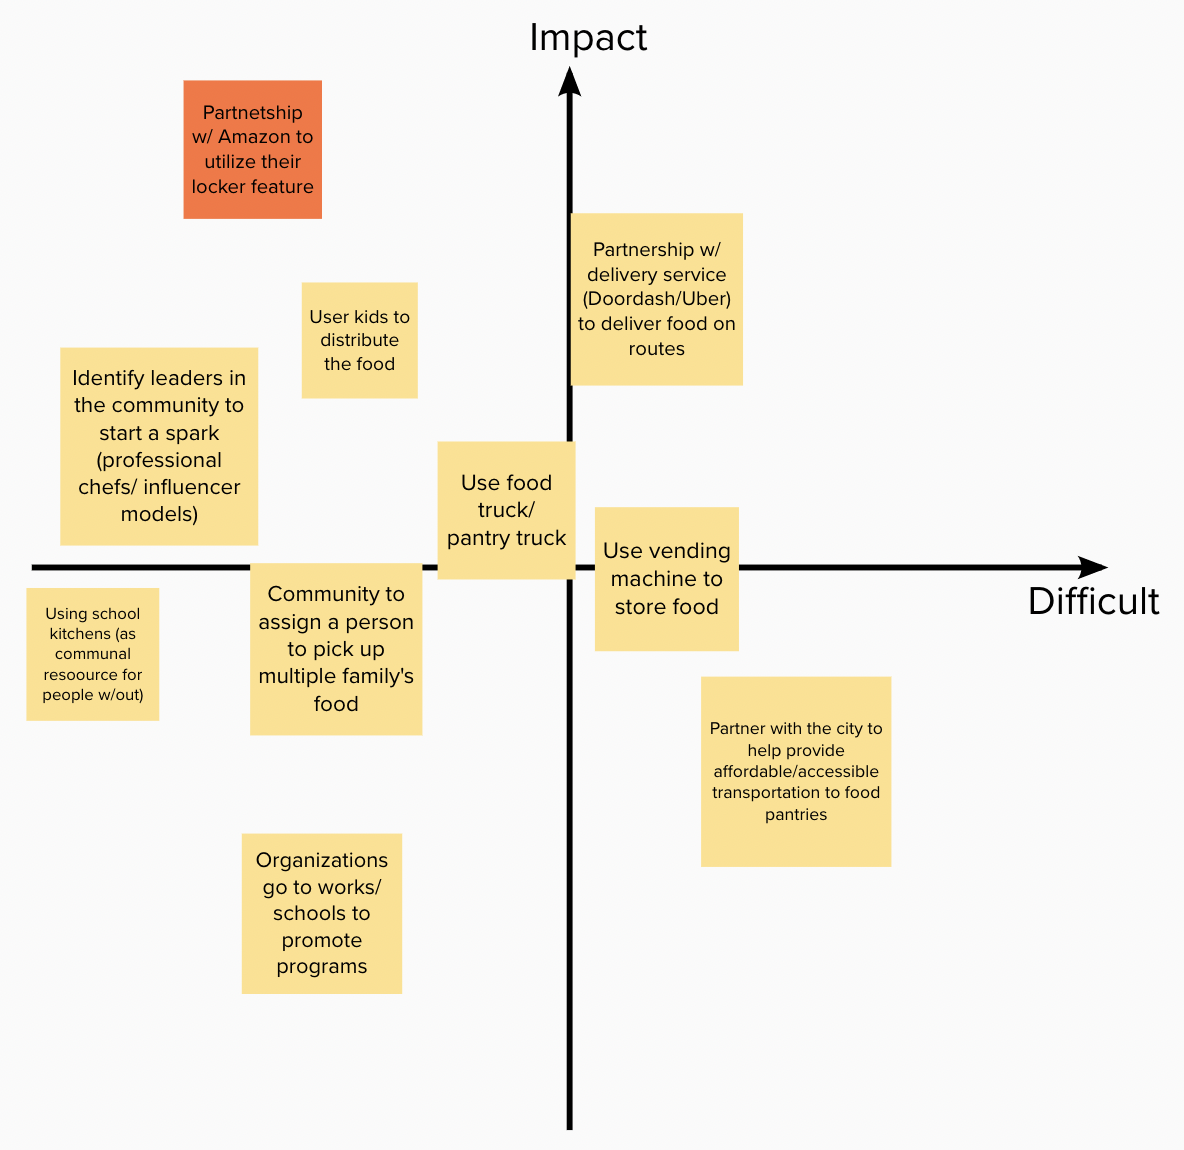 Impact
Partnetship
w/ Amazon to
utilize their
locker feature
Partnership w/
delivery service
(Doordash/Uber)
to deliver food on
routes
User kids to
distribute
the food
Identify leaders in
the community to
start a spark
(professional
chefs/ influencer
models)
Use food
truck/
pantry truck
Use vending
machine to
store food
Difficult
Using school
kitchens (as
communal
resoource for
people w/out)
Community to
assign a person
to pick up
multiple family's
food
Partner with the city to
help provide
affordable/accessible
transportation to food
pantries
Organizations
go to works/
schools to
promote
programs